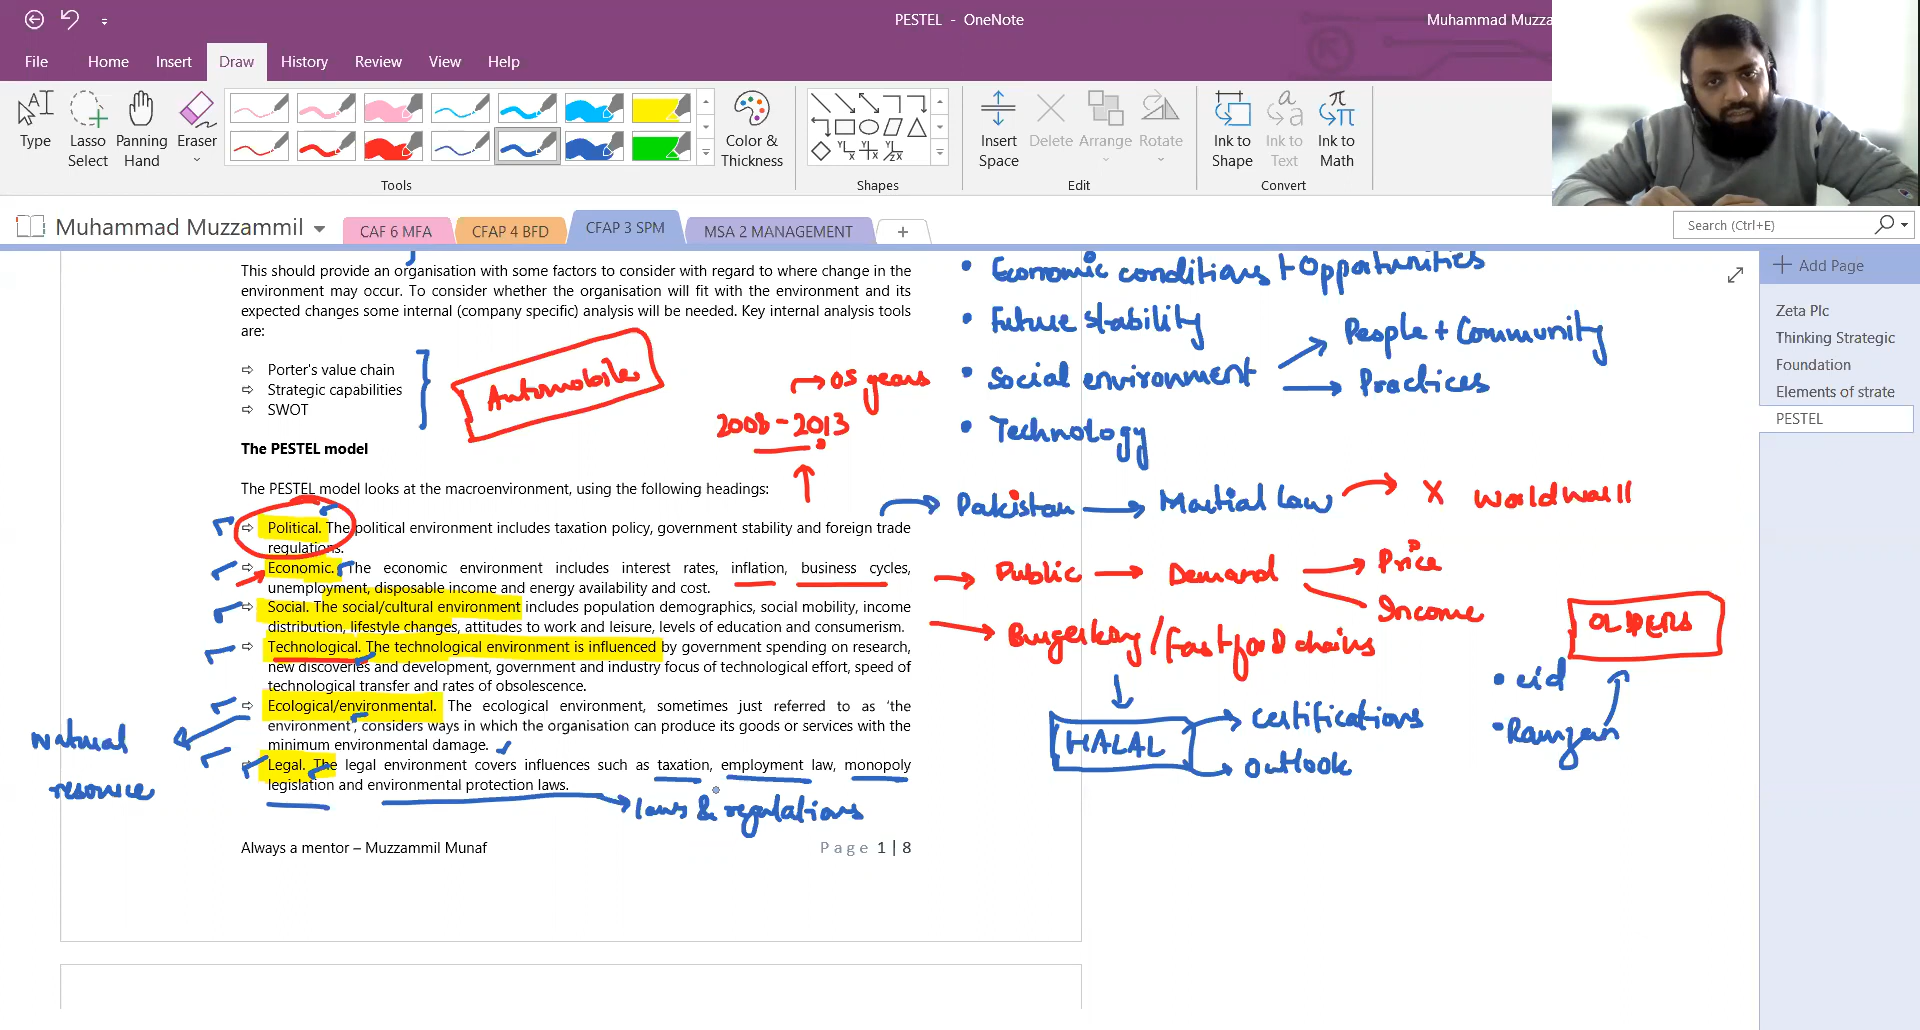 PESTEL - OneNote
Muhammad Muzza
File Home Insert Draw History Review View Help
Type
Lasso Select
Panning Hand
Eraser
Color & Thickness
Insert Space
Delete
Arrange
Rotate
Ink to Shape
Ink to Text
Ink to Math
Tools
Shapes
Edit
Convert
Muhammad Muzzammil
CAF 6 MFA
CFAP 4 BFD
CFAP 3 SPM
MSA 2 MANAGEMENT
Search (Ctrl+E)
Add Page
Zeta Plc
Thinking Strategic
Foundation
Elements of strate
PESTEL
This should provide an organisation with some factors to consider with regard to where change in the
environment may occur. To consider whether the organisation will fit with the environment and its
expected changes some internal (company specific) analysis will be needed. Key internal analysis tools
are:
⇨ Porter's value chain
⇨ Strategic capabilities
⇨ SWOT
Automobile
05 years
2008 - 2013
The PESTEL model
The PESTEL model looks at the macroenvironment, using the following headings:
⇨ Political. The political environment includes taxation policy, government stability and foreign trade
regulations.
⇨ Economic. The economic environment includes interest rates, inflation, business cycles,
unemployment, disposable income and energy availability and cost.
⇨ Social. The social/cultural environment includes population demographics, social mobility, income
distribution, lifestyle changes, attitudes to work and leisure, levels of education and consumerism.
⇨ Technological. The technological environment is influenced by government spending on research,
new discoveries and development, government and industry focus of technological effort, speed of
technological transfer and rates of obsolescence.
⇨ Ecological/environmental. The ecological environment, sometimes just referred to as 'the
environment', considers ways in which the organisation can produce its goods or services with the
minimum environmental damage.
⇨ Legal. The legal environment covers influences such as taxation, employment law, monopoly
legislation and environmental protection laws.
laws & regulations
natural
resource
Always a mentor – Muzzammil Munaf
Page 1 | 8
• Economic conditions + Opportunities
• Future stability
• Social environment
People + Community
Practices
• Technology
Pakistan → Martial Law → X World war II
Public → Demand → Price
Income
Burgerking / Fast food chains
HALAL
certifications
outlook
OLPERS
• eid
• Ramzan